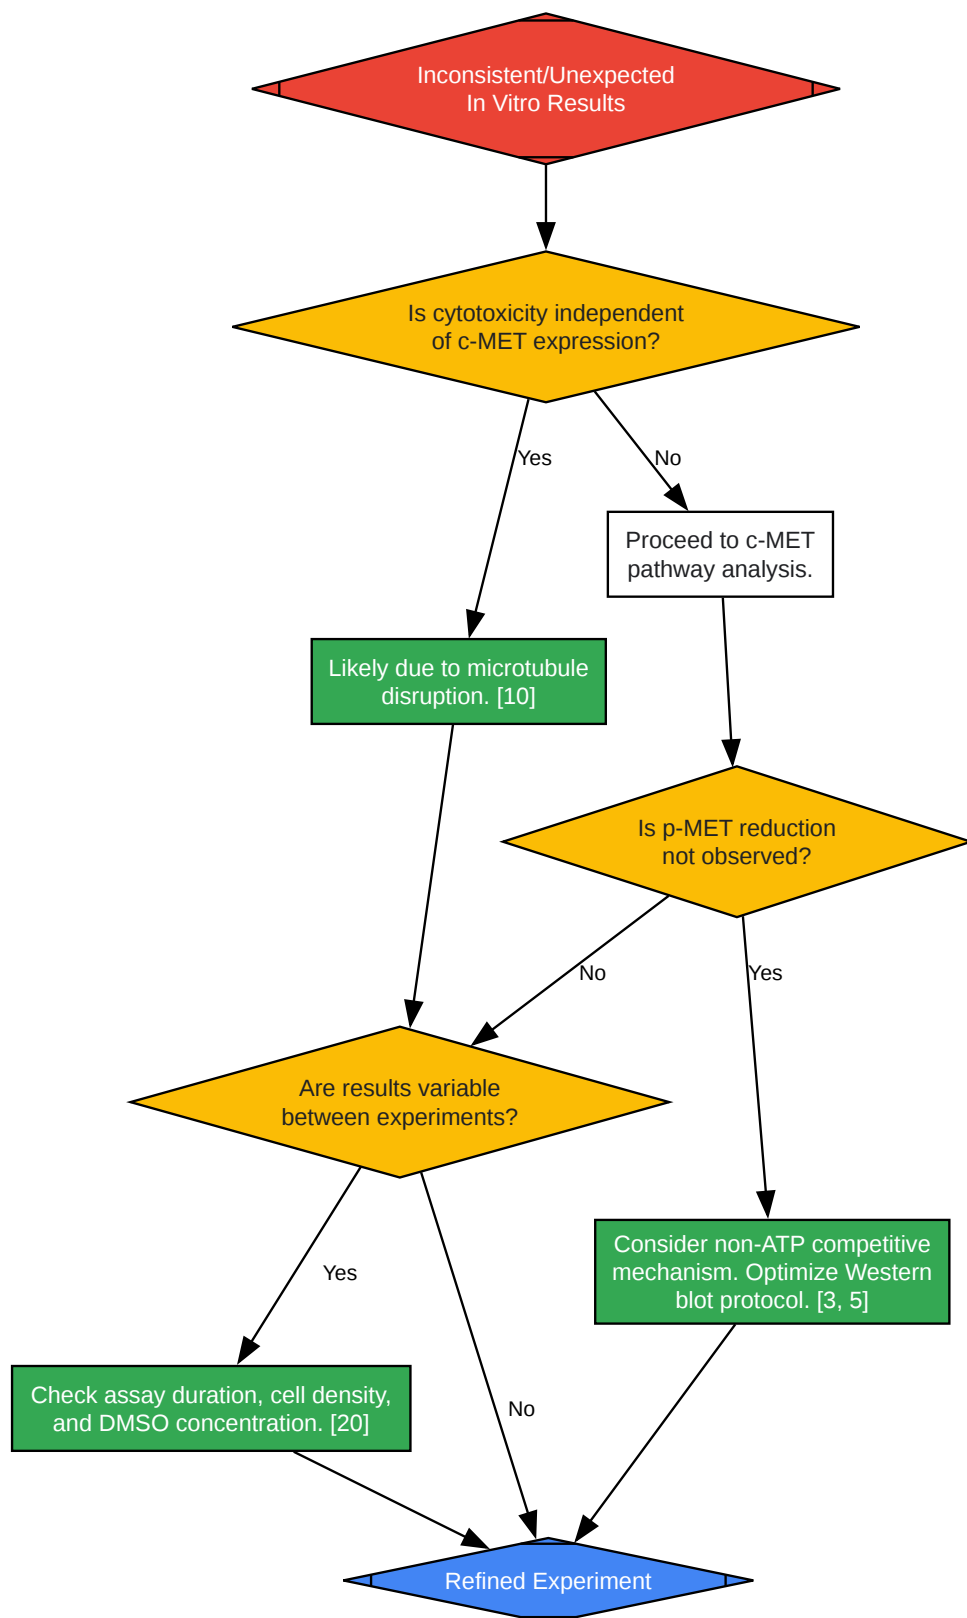 Inconsistent/Unexpected
In Vitro Results
Is cytotoxicity independent
of c-MET expression?
Yes
No
Proceed to c-MET
pathway analysis.
Likely due to microtubule
disruption. [10]
Is p-MET reduction
not observed?
No
Yes
Are results variable
between experiments?
Consider non-ATP competitive
mechanism. Optimize Western
blot protocol. [3, 5]
Yes
Check assay duration, cell density,
and DMSO concentration. [20]
No
Refined Experiment